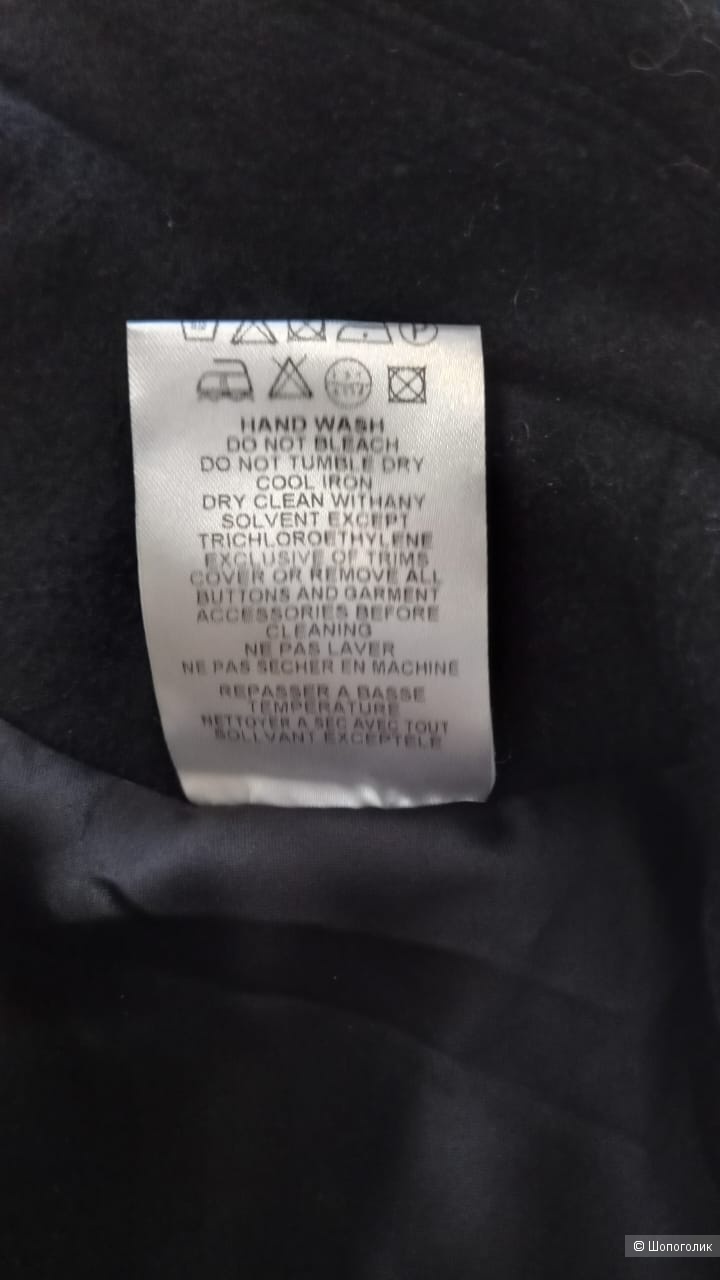 P
HAND WASH
DO NOT BLEACH
DO NOT TUMBLE DRY
COOL IRON
DRY CLEAN WITHANY
SOLVENT EXCEPT
TRICHLOROETHYLENE
EXCLUSIVE OF TRIMS
COVER OR REMOVE ALL
BUTTONS AND GARMENT
ACCESSORIES BEFORE
CLEANING
NE PAS LAVER
NE PAS SECHER EN MACHINE
REPASSER A BASSE
TEMPERATURE
NETTOYER A SEC AVEC TOUT
SOLLVANT EXCEPTELE
© Шопоголик